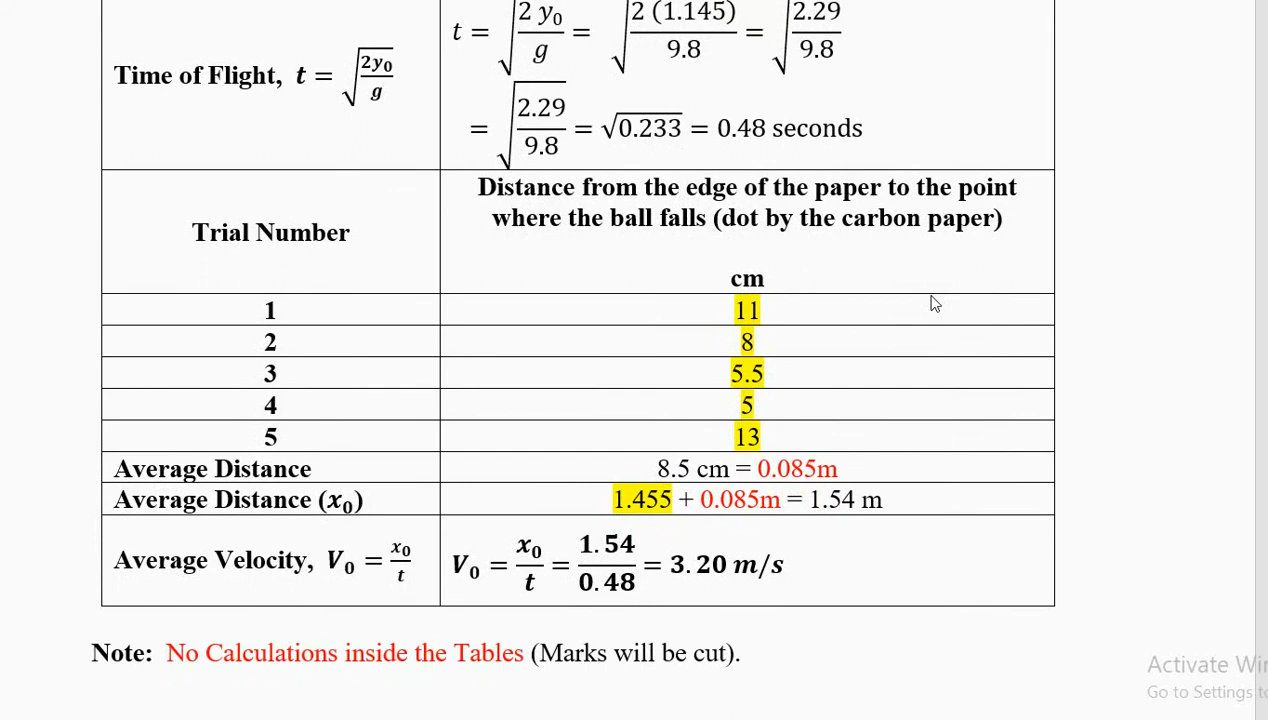 t = √(2 y₀/g) = √(2 (1.145)/9.8) = √(2.29/9.8)
Time of Flight, t = √(2y₀/g)
= √(2.29/9.8) = √0.233 = 0.48 seconds
Trial Number
Distance from the edge of the paper to the point
where the ball falls (dot by the carbon paper)
cm
1 11
2 8
3 5.5
4 5
5 13
Average Distance 8.5 cm = 0.085m
Average Distance (x₀) 1.455 + 0.085m = 1.54 m
Average Velocity, V₀ = x₀/t V₀ = x₀/t = 1.54/0.48 = 3.20 m/s
Note: No Calculations inside the Tables (Marks will be cut).
Activate Wi
Go to Settings t